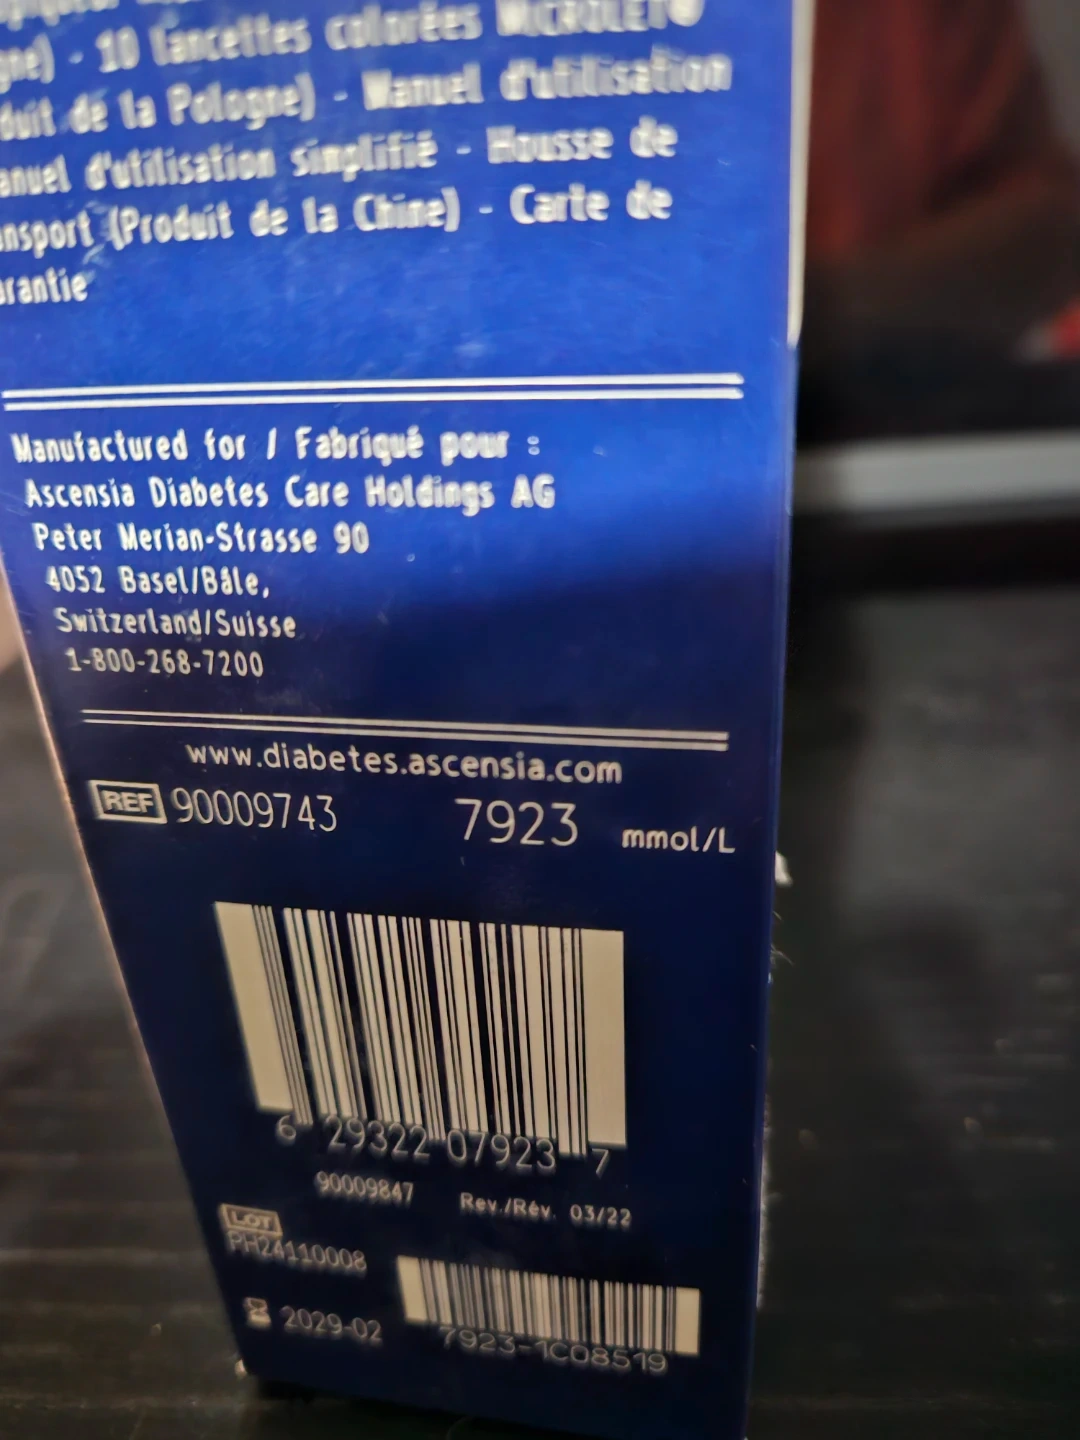 gne) - 10 lancettes colorées MICROLET®
duit de la Pologne) - Manuel d'utilisation
anuel d'utilisation simplifié - Housse de
ansport (Produit de la Chine) - Carte de
arantie
Manufactured for / Fabriqué pour :
Ascensia Diabetes Care Holdings AG
Peter Merian-Strasse 90
4052 Basel/Bâle,
Switzerland/Suisse
1-800-268-7200
www.diabetes.ascensia.com
REF 90009743 7923 mmol/L
6 29322 07923 7
90009847 Rev./Rév. 03/22
LOT
PH24110008
2029-02
7923-1C08519